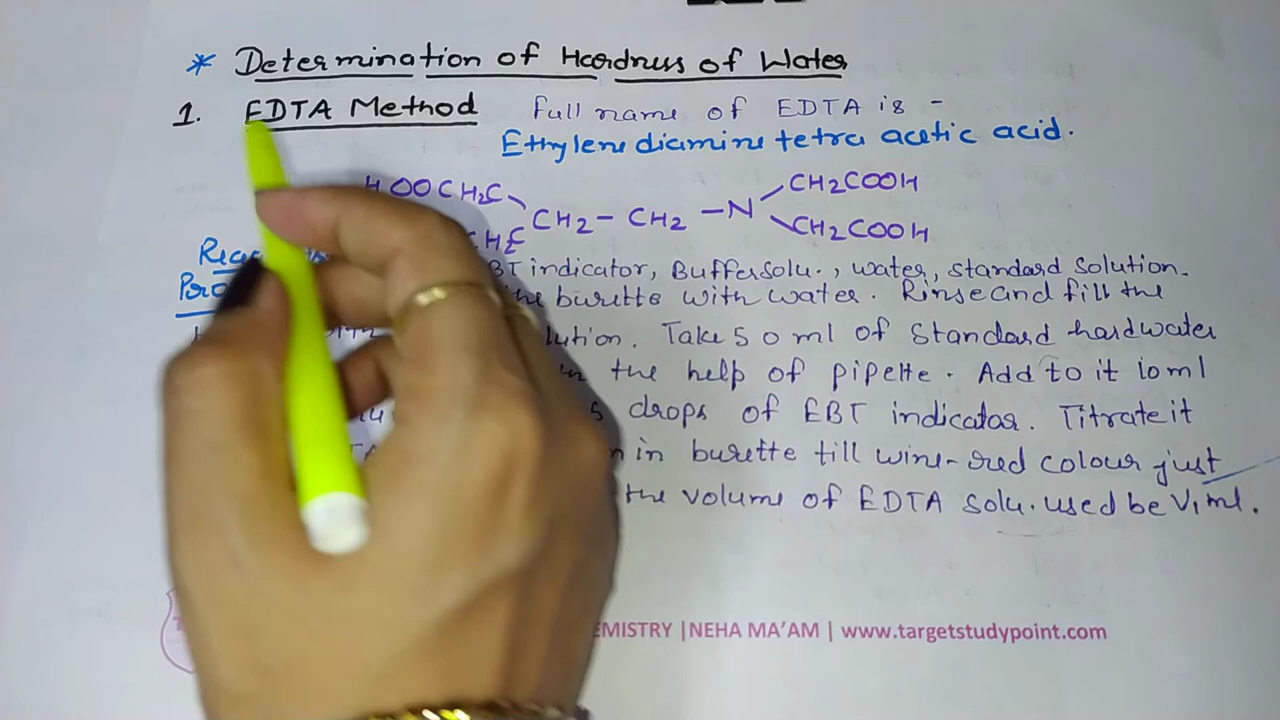 * Determination of Hardness of Water
1. EDTA Method full name of EDTA is -
Ethylene diamine tetra acetic acid.
HOOCH2C CH2COOH
CH2 - CH2 - N
CH2COOH
indicator, Buffer solu., water, standard solution.
the burette with water. Rinse and fill the
Take 50 ml of Standard hardwater
the help of pipette. Add to it 10ml
drops of EBT indicator. Titrate it
in burette till wine-red colour just
the volume of EDTA solu. used be V1 ml.
|NEHA MA'AM | www.targetstudypoint.com